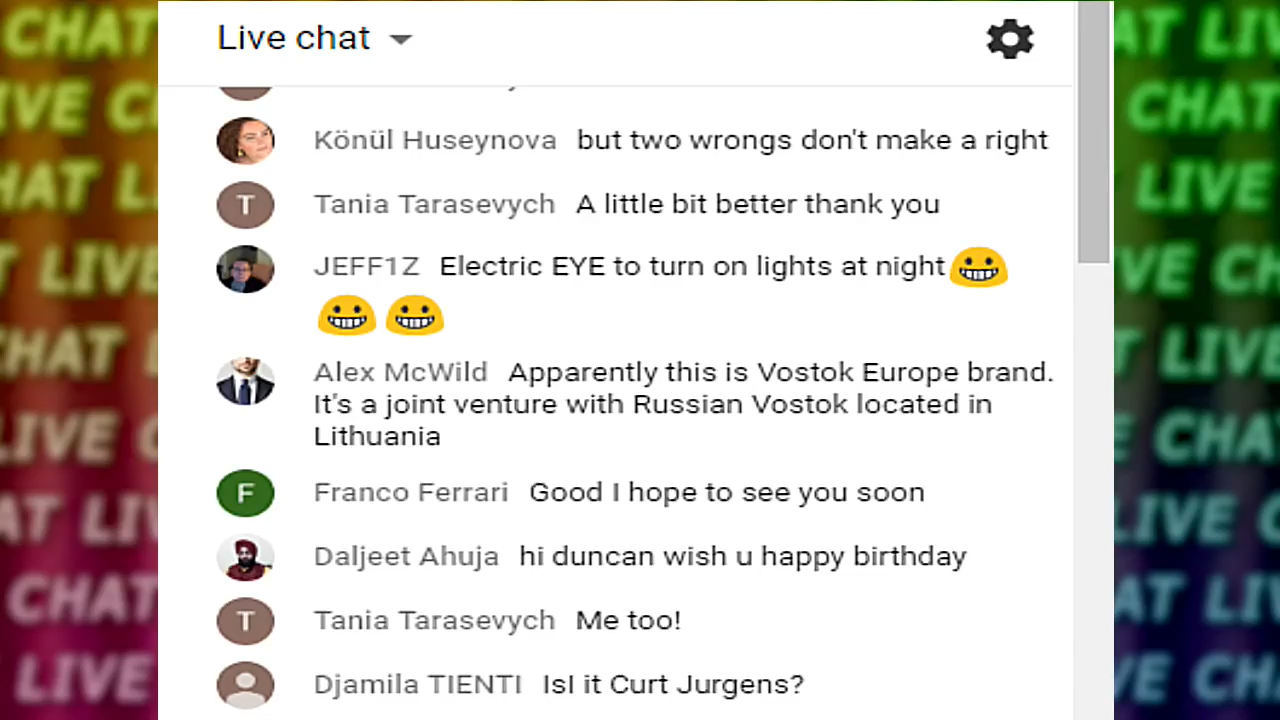 Live chat
Könül Huseynova but two wrongs don't make a right
T Tania Tarasevych A little bit better thank you
JEFF1Z Electric EYE to turn on lights at night😀
😀😀
Alex McWild Apparently this is Vostok Europe brand.
It's a joint venture with Russian Vostok located in
Lithuania
F Franco Ferrari Good I hope to see you soon
Daljeet Ahuja hi duncan wish u happy birthday
T Tania Tarasevych Me too!
Djamila TIENTI IsI it Curt Jurgens?